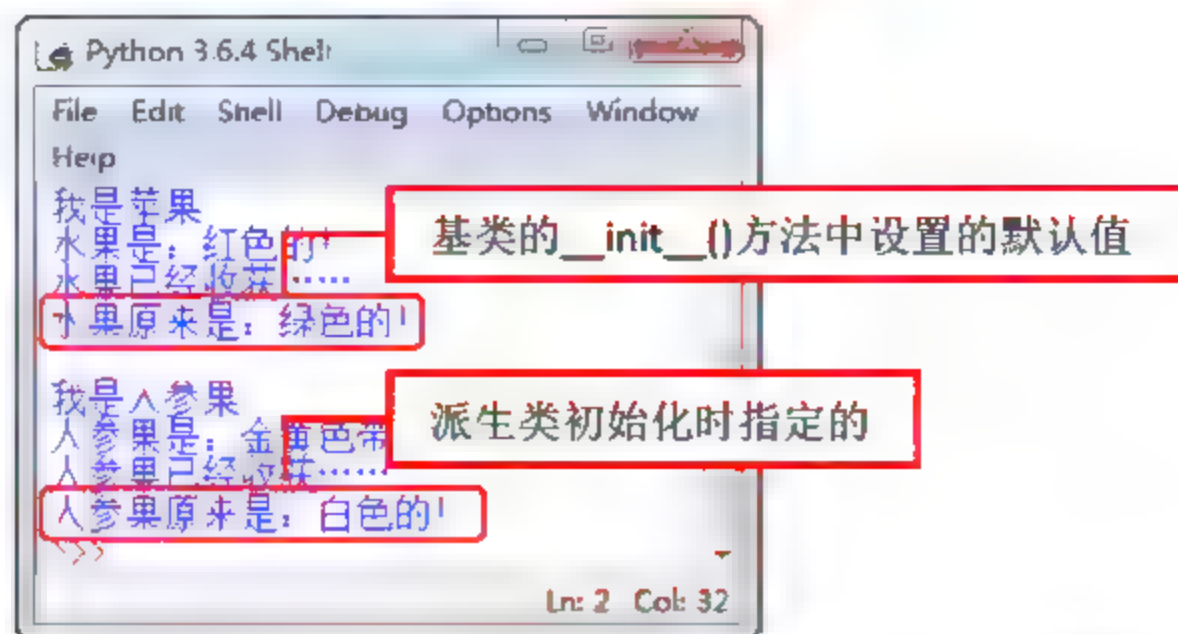 Python 3.6.4 Shell
File Edit Shell Debug Options Window
Help
我是苹果
水果是：红色的！
水果已经收获……
水果原来是：绿色的！
基类的__init__()方法中设置的默认值
我是人参果
人参果是：金黄色带
人参果已经收获……
人参果原来是：白色的！
派生类初始化时指定的
>>>
Ln: 2 Col: 32